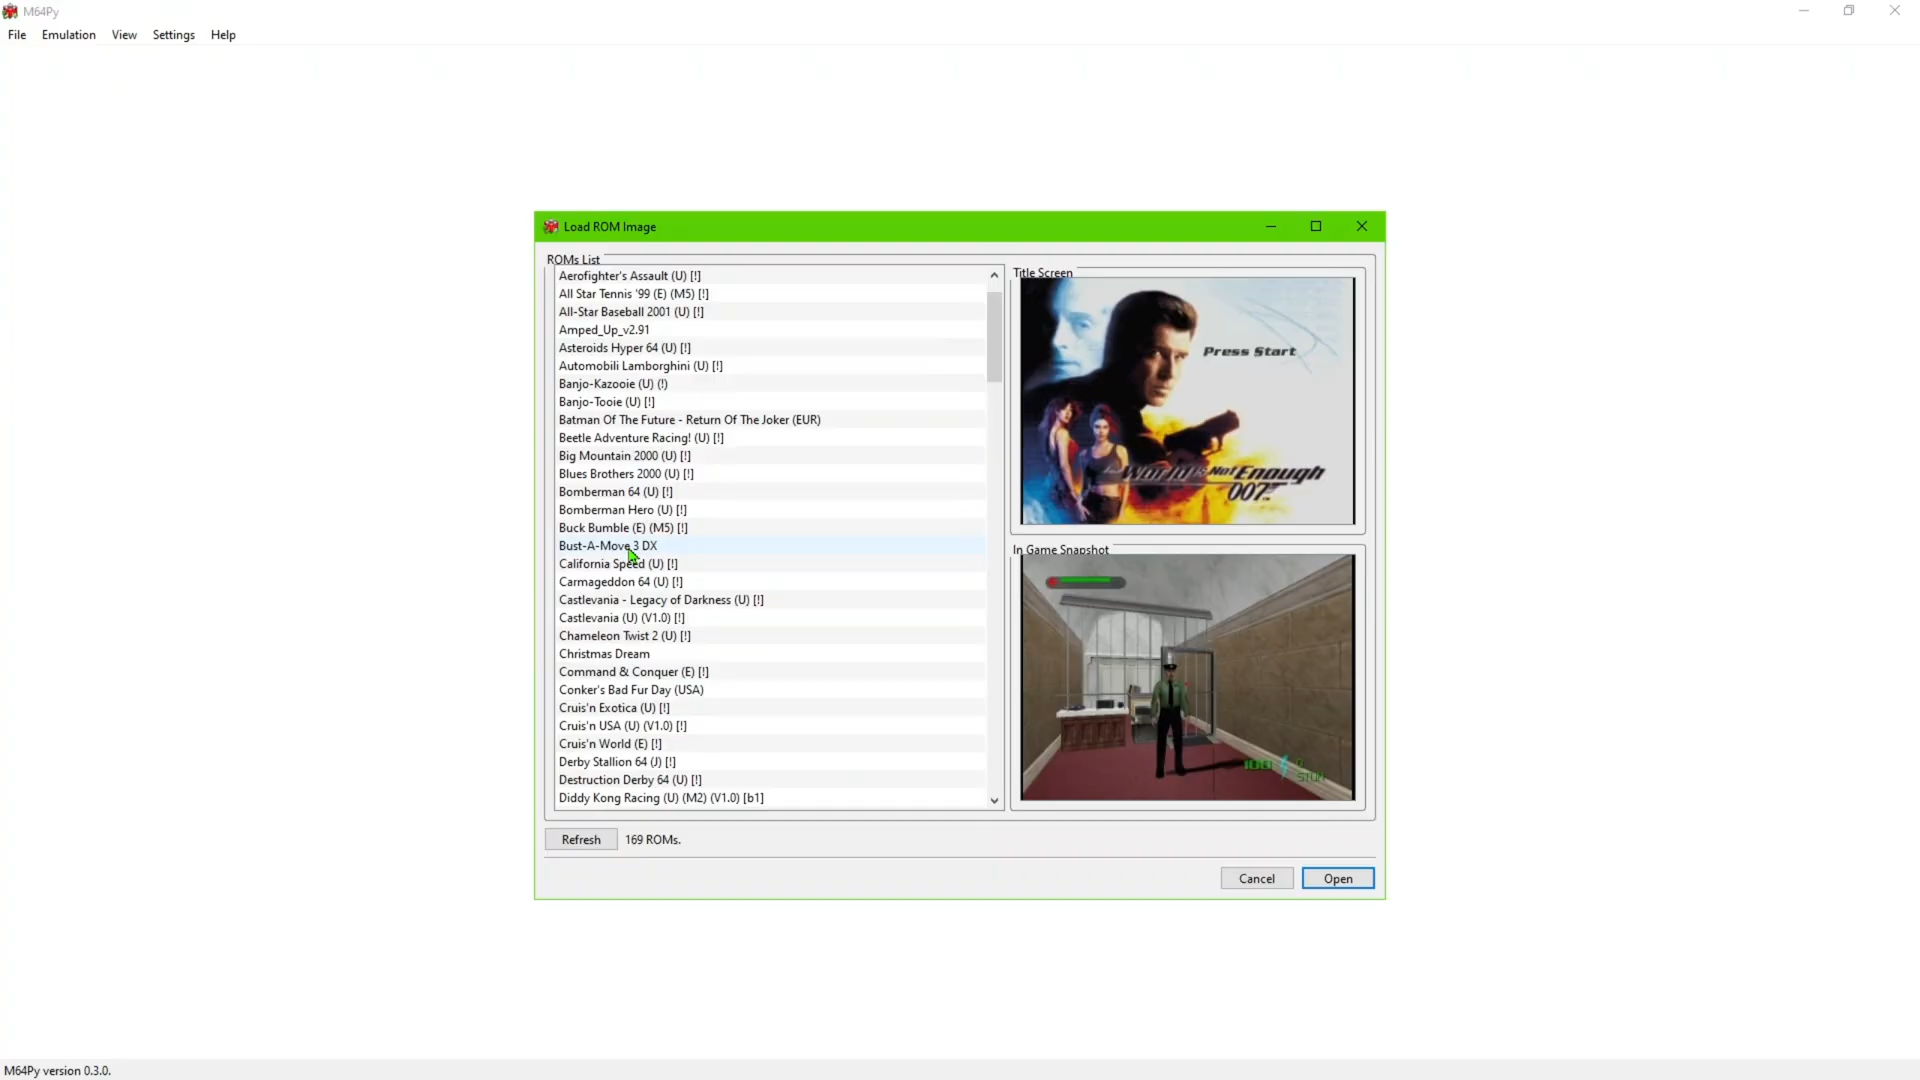 M64Py
File Emulation View Settings Help
Load ROM Image
ROMs List
Aerofighter's Assault (U) [!]
All Star Tennis '99 (E) (M5) [!]
All-Star Baseball 2001 (U) [!]
Amped_Up_v2.91
Asteroids Hyper 64 (U) [!]
Automobili Lamborghini (U) [!]
Banjo-Kazooie (U) (!)
Banjo-Tooie (U) [!]
Batman Of The Future - Return Of The Joker (EUR)
Beetle Adventure Racing! (U) [!]
Big Mountain 2000 (U) [!]
Blues Brothers 2000 (U) [!]
Bomberman 64 (U) [!]
Bomberman Hero (U) [!]
Buck Bumble (E) (M5) [!]
Bust-A-Move 3 DX
California Speed (U) [!]
Carmageddon 64 (U) [!]
Castlevania - Legacy of Darkness (U) [!]
Castlevania (U) (V1.0) [!]
Chameleon Twist 2 (U) [!]
Christmas Dream
Command & Conquer (E) [!]
Conker's Bad Fur Day (USA)
Cruis'n Exotica (U) [!]
Cruis'n USA (U) (V1.0) [!]
Cruis'n World (E) [!]
Derby Stallion 64 (J) [!]
Destruction Derby 64 (U) [!]
Diddy Kong Racing (U) (M2) (V1.0) [b1]
Title Screen
Press Start
World Is Not Enough
007
In Game Snapshot
100
0
STUN
Refresh 169 ROMs.
Cancel Open
M64Py version 0.3.0.